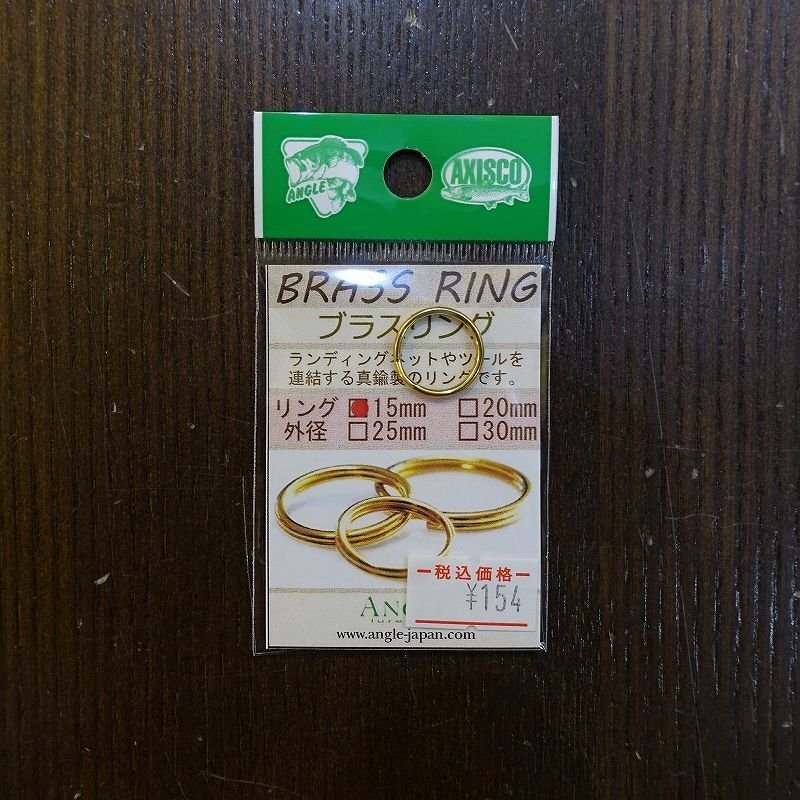 ANGLE
AXISCO
BRASS RING
ブラスリング
ランディングネットやツールを
連結する真鍮製のリングです。
リング 15mm 20mm
外径 25mm 30mm
税込価格
¥154
www.angle-japan.com